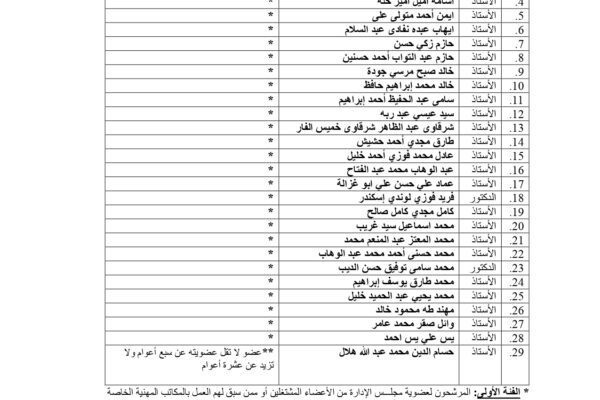 4. الأستاذ أسامة أمين أمير حنة *
5. الأستاذ ايمن أحمد متولى على *
6. الأستاذ ايهاب عبده نفادى عبد السلام *
7. الأستاذ حازم زكي حسن *
8. الأستاذ حازم عبد التواب أحمد حسنين *
9. الأستاذ خالد صبح مرسي جودة *
10. الأستاذ خالد محمد إبراهيم حافظ *
11. الأستاذ سامى عبد الحفيظ أحمد إبراهيم *
12. الأستاذ سيد عيسي عبد ربه *
13. الأستاذ شرقاوى عبد الظاهر شرقاوى خميس الفار *
14. الأستاذ طارق مجدي أحمد حشيش *
15. الأستاذ عادل محمد فوزي أحمد خليل *
16. الأستاذ عبد الوهاب محمد عبد الفتاح *
17. الأستاذ عماد علي حسن علي ابو غزالة *
18. الدكتور فريد فوزي لوندي إسكندر *
19. الأستاذ كامل مجدي كامل صالح *
20. الأستاذ محمد اسماعيل سيد غريب *
21. الأستاذ محمد المعتز عبد المنعم محمد *
22. الأستاذ محمد حسنى أحمد محمد عبد الوهاب *
23. الدكتور محمد سامى توفيق حسن الديب *
24. الأستاذ محمد طارق يوسف إبراهيم *
25. الأستاذ محمد يحيي عبد الحميد خليل *
26. الأستاذ مهند طه محمود خالد *
27. الأستاذ وائل صقر محمد عامر *
28. الأستاذ يس علي يس احمد *
29. الأستاذ حسام الدين محمد عبد الله هلال **عضو لا تقل عضويته عن سبع أعوام ولا
تزيد عن عشرة أعوام
* الفئة الأولى: المرشحون لعضوية مجلس الإدارة من الأعضاء المشتغلين أو ممن سبق لهم العمل بالمكاتب المهنية الخاصة